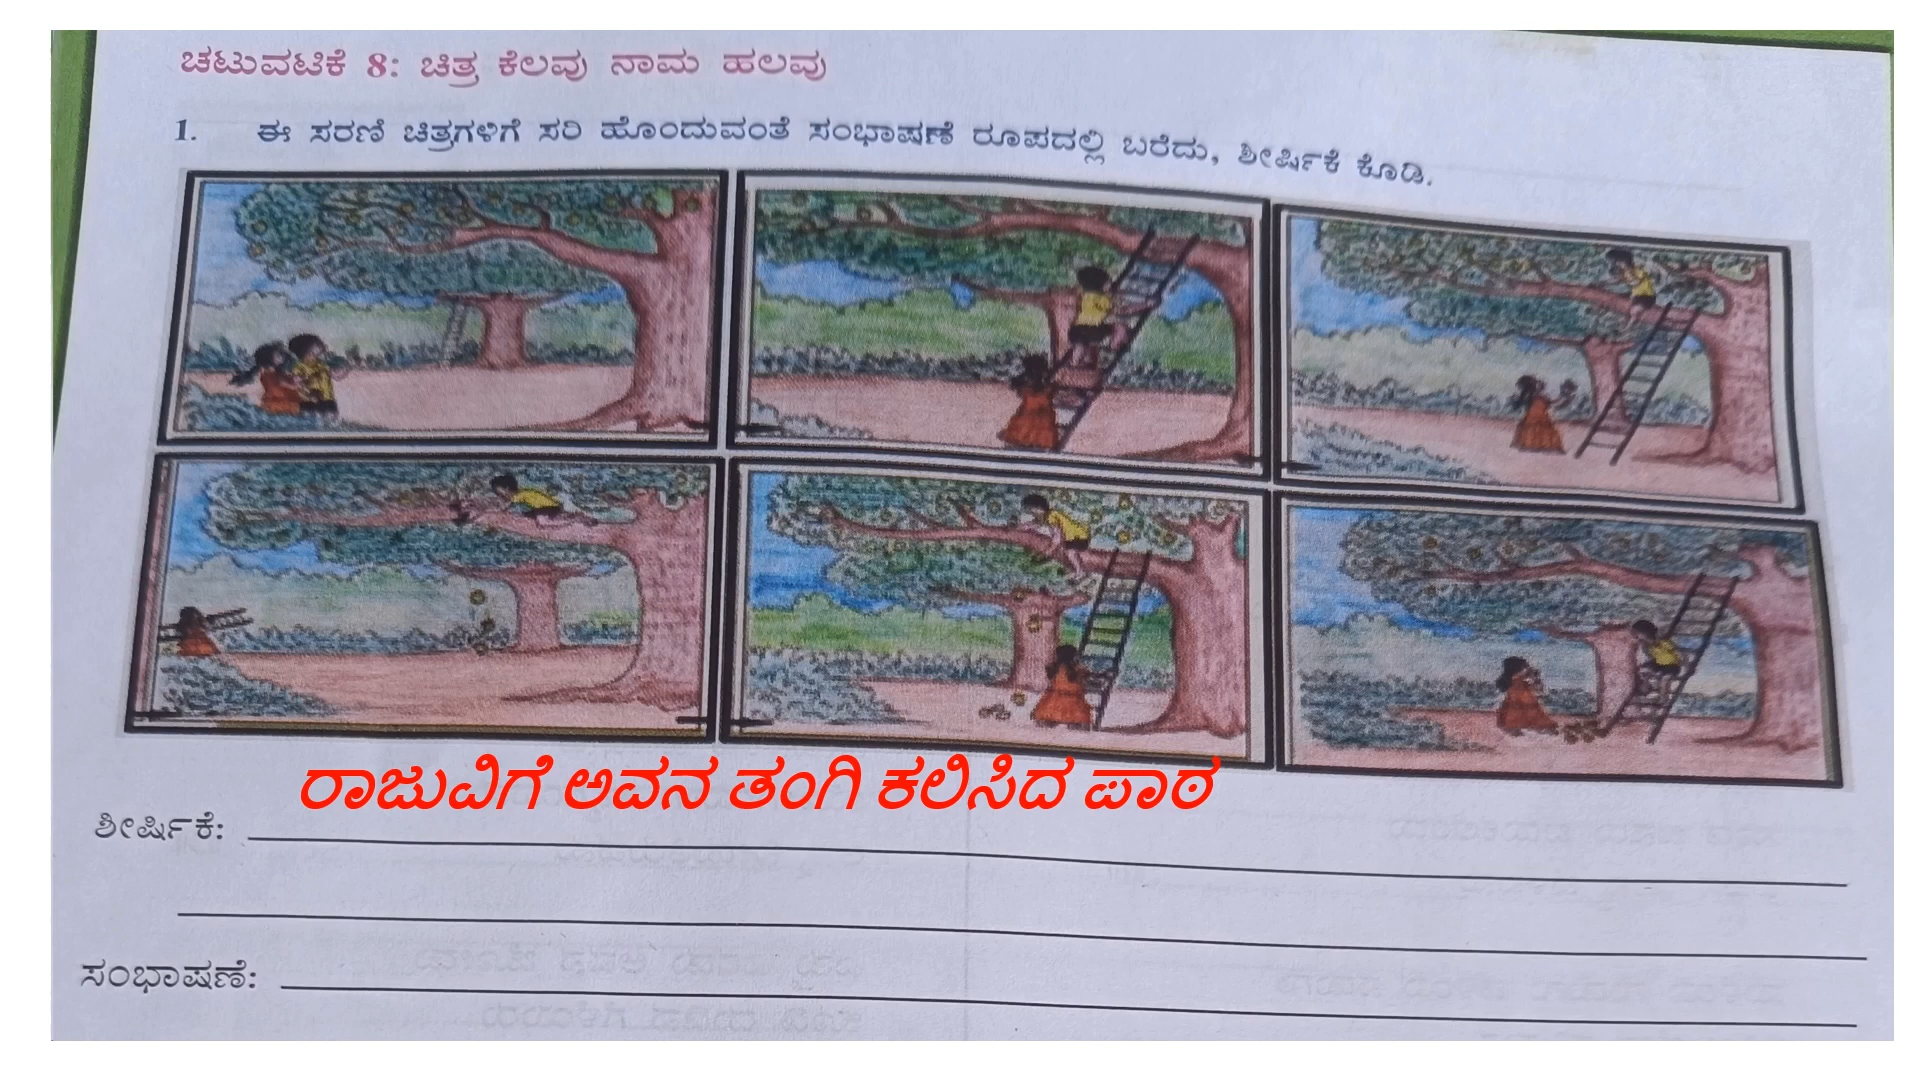 ಚಟುವಟಿಕೆ 8: ಚಿತ್ರ ಕೆಲವು ನಾಮ ಹಲವು
1. ಈ ಸರಣಿ ಚಿತ್ರಗಳಿಗೆ ಸರಿ ಹೊಂದುವಂತೆ ಸಂಭಾಷಣೆ ರೂಪದಲ್ಲಿ ಬರೆದು, ಶೀರ್ಷಿಕೆ ಕೊಡಿ.
ರಾಜುವಿಗೆ ಅವನ ತಂಗಿ ಕಲಿಸಿದ ಪಾಠ
ಶೀರ್ಷಿಕೆ:
ಸಂಭಾಷಣೆ: